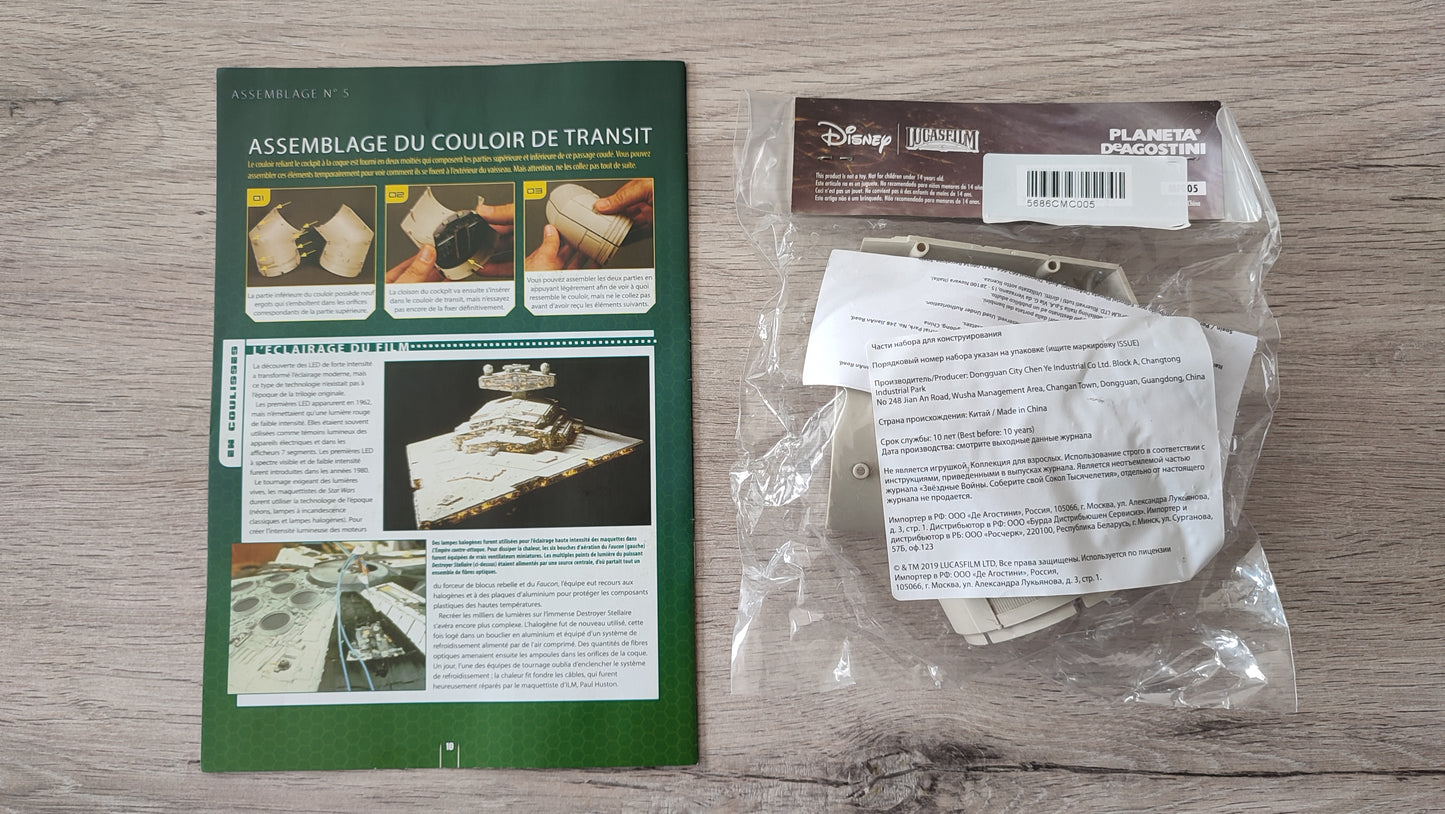 ASSEMBLAGE N° 5
ASSEMBLAGE DU COULOIR DE TRANSIT
Le couloir reliant le cockpit à la coque est fourni en deux moitiés qui composent les parties supérieure et inférieure de ce passage coudé. Vous pouvez
assembler ces éléments temporairement pour voir comment ils se fixent à l'extérieur du vaisseau. Mais attention, ne les collez pas tout de suite.
01
02
03
La partie inférieure du couloir possède neuf
ergots qui s'emboîtent dans les orifices
correspondants de la partie supérieure.
La cloison du cockpit va ensuite s'insérer
dans le couloir de transit, mais n'essayez
pas encore de la fixer définitivement.
Vous pouvez assembler les deux parties en
appuyant légèrement afin de voir à quoi
ressemble le couloir, mais ne le collez pas
avant d'avoir reçu les éléments suivants.
EN COULISSES
L'ÉCLAIRAGE DU FILM
La découverte des LED de forte intensité
a transformé l'éclairage moderne, mais
ce type de technologie n'existait pas à
l'époque de la trilogie originale.
Les premières LED apparurent en 1962,
mais n'émettaient qu'une lumière rouge
de faible intensité. Elles étaient souvent
utilisées comme témoins lumineux des
appareils électriques et dans les
afficheurs 7 segments. Les premières LED
à spectre visible et de faible intensité
furent introduites dans les années 1980.
Le tournage exigeant des lumières
vives, les maquettistes de Star Wars
durent utiliser la technologie de l'époque
(néons, lampes à incandescence
classiques et lampes halogènes). Pour
créer l'intensité lumineuse des moteurs
Des lampes halogènes furent utilisées pour l'éclairage haute intensité des maquettes dans
L'Empire contre-attaque. Pour dissiper la chaleur, les six bouches d'aération du Faucon (gauche)
furent équipées de vrais ventilateurs miniatures. Les multiples points de lumière du puissant
Destroyer Stellaire (ci-dessus) étaient alimentés par une source centrale, d'où partait tout un
ensemble de fibres optiques.
du forceur de blocus rebelle et du Faucon, l'équipe eut recours aux
halogènes et à des plaques d'aluminium pour protéger les composants
plastiques des hautes températures.
Recréer les milliers de lumières sur l'immense Destroyer Stellaire
s'avéra encore plus complexe. L'halogène fut de nouveau utilisé, cette
fois logé dans un bouclier en aluminium et équipé d'un système de
refroidissement alimenté par de l'air comprimé. Des quantités de fibres
optiques amenaient ensuite les ampoules dans les orifices de la coque.
Un jour, l'une des équipes de tournage oublia d'enclencher le système
de refroidissement : la chaleur fit fondre les câbles, qui furent
heureusement réparés par le maquettiste d'ILM, Paul Huston.
Disney
LUCASFILM
PLANETA
DeAGOSTINI
This product is not a toy. Not for children under 14 years old.
Este artículo no es un juguete. No recomendado para niños menores de 14 años
Ceci n'est pas un jouet. Ne convient pas à des enfants de moins de 14 ans.
Este artigo não é um brinquedo. Não recomendado para menores de 14 anos.
05
China
5686CMC005
Части набора для конструирования
Порядковый номер набора указан на упаковке (ищите маркировку ISSUE)
Производитель/Producer: Dongguan City Chen Ye Industrial Co Ltd. Block A, Changtong
Industrial Park
No 248 Jian An Road, Wusha Management Area, Changan Town, Dongguan, Guangdong, China
Страна происхождения: Китай / Made in China
Срок службы: 10 лет (Best before: 10 years)
Дата производства: смотрите выходные данные журнала
Не является игрушкой. Коллекция для взрослых. Использование строго в соответствии с
инструкциями, приведенными в выпусках журнала. Является неотъемлемой частью
журнала «Звёздные Войны. Соберите свой Сокол Тысячелетия», отдельно от настоящего
журнала не продается.
Импортер в РФ: ООО «Де Агостини», Россия, 105066, г. Москва, ул. Александра Лукьянова,
д. 3, стр. 1. Дистрибьютор в РФ: ООО «Бурда Дистрибьюшен Сервисиз». Импортер и
дистрибьютор в РБ: ООО «Росчерк», 220100, Республика Беларусь, г. Минск, ул. Сурганова,
57Б, оф.123
© & TM 2019 LUCASFILM LTD. Все права защищены. Используется по лицензии
Импортер в РФ: ООО «Де Агостини», Россия,
105066, г. Москва, ул. Александра Лукьянова, д. 3, стр.1.